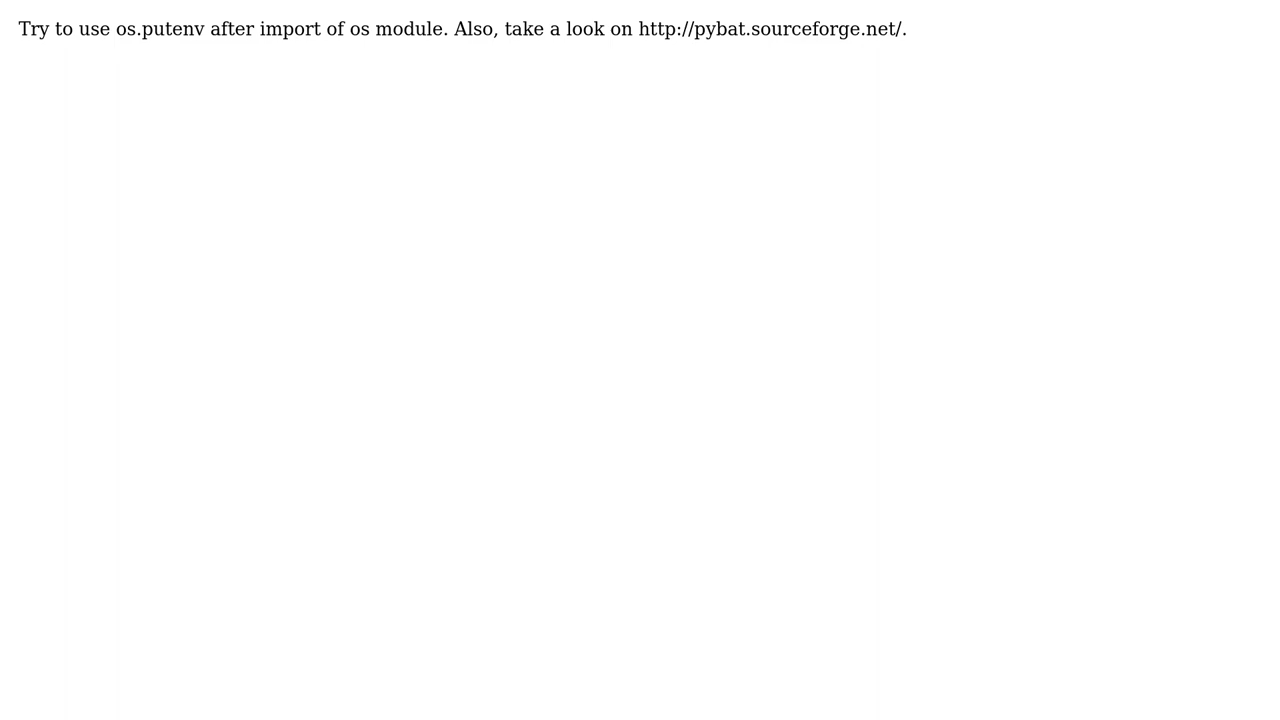 Try to use os.putenv after import of os module. Also, take a look on http://pybat.sourceforge.net/.